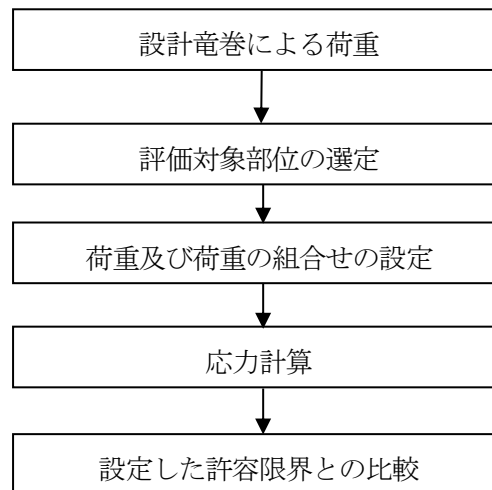 設計竜巻による荷重
評価対象部位の選定
荷重及び荷重の組合せの設定
応力計算
設定した許容限界との比較